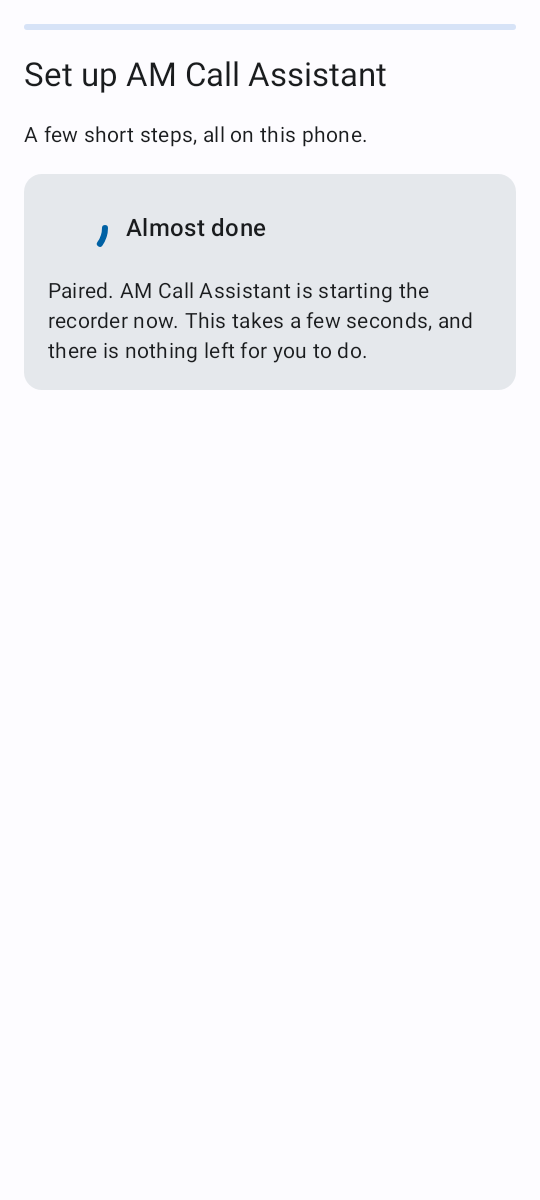 Set up AM Call Assistant
A few short steps, all on this phone.
Almost done
Paired. AM Call Assistant is starting the
recorder now. This takes a few seconds, and
there is nothing left for you to do.